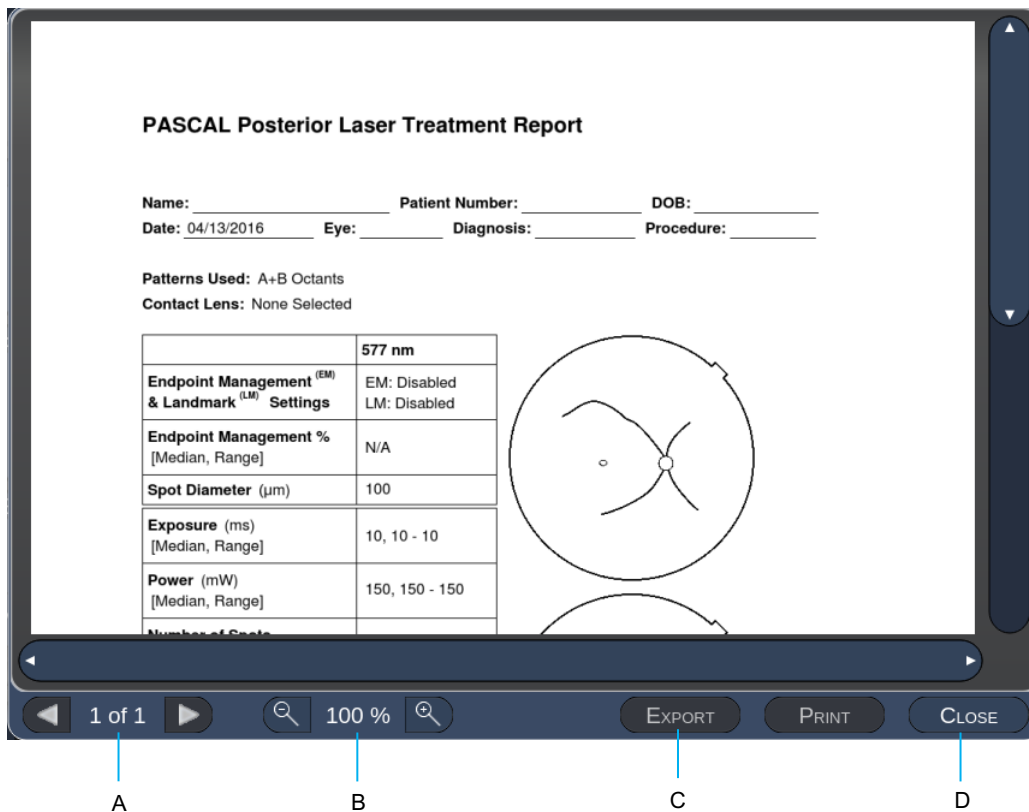 PASCAL Posterior Laser Treatment Report
Name: Patient Number: DOB:
Date: 04/13/2016 Eye: Diagnosis: Procedure:
Patterns Used: A+B Octants
Contact Lens: None Selected
577 nm
Endpoint Management (EM)
& Landmark (LM) Settings
EM: Disabled
LM: Disabled
Endpoint Management %
[Median, Range]
N/A
Spot Diameter (µm)
100
Exposure (ms)
[Median, Range]
10, 10 - 10
Power (mW)
[Median, Range]
150, 150 - 150
Number of Spots
1 of 1
100 %
EXPORT
PRINT
CLOSE
A
B
C
D